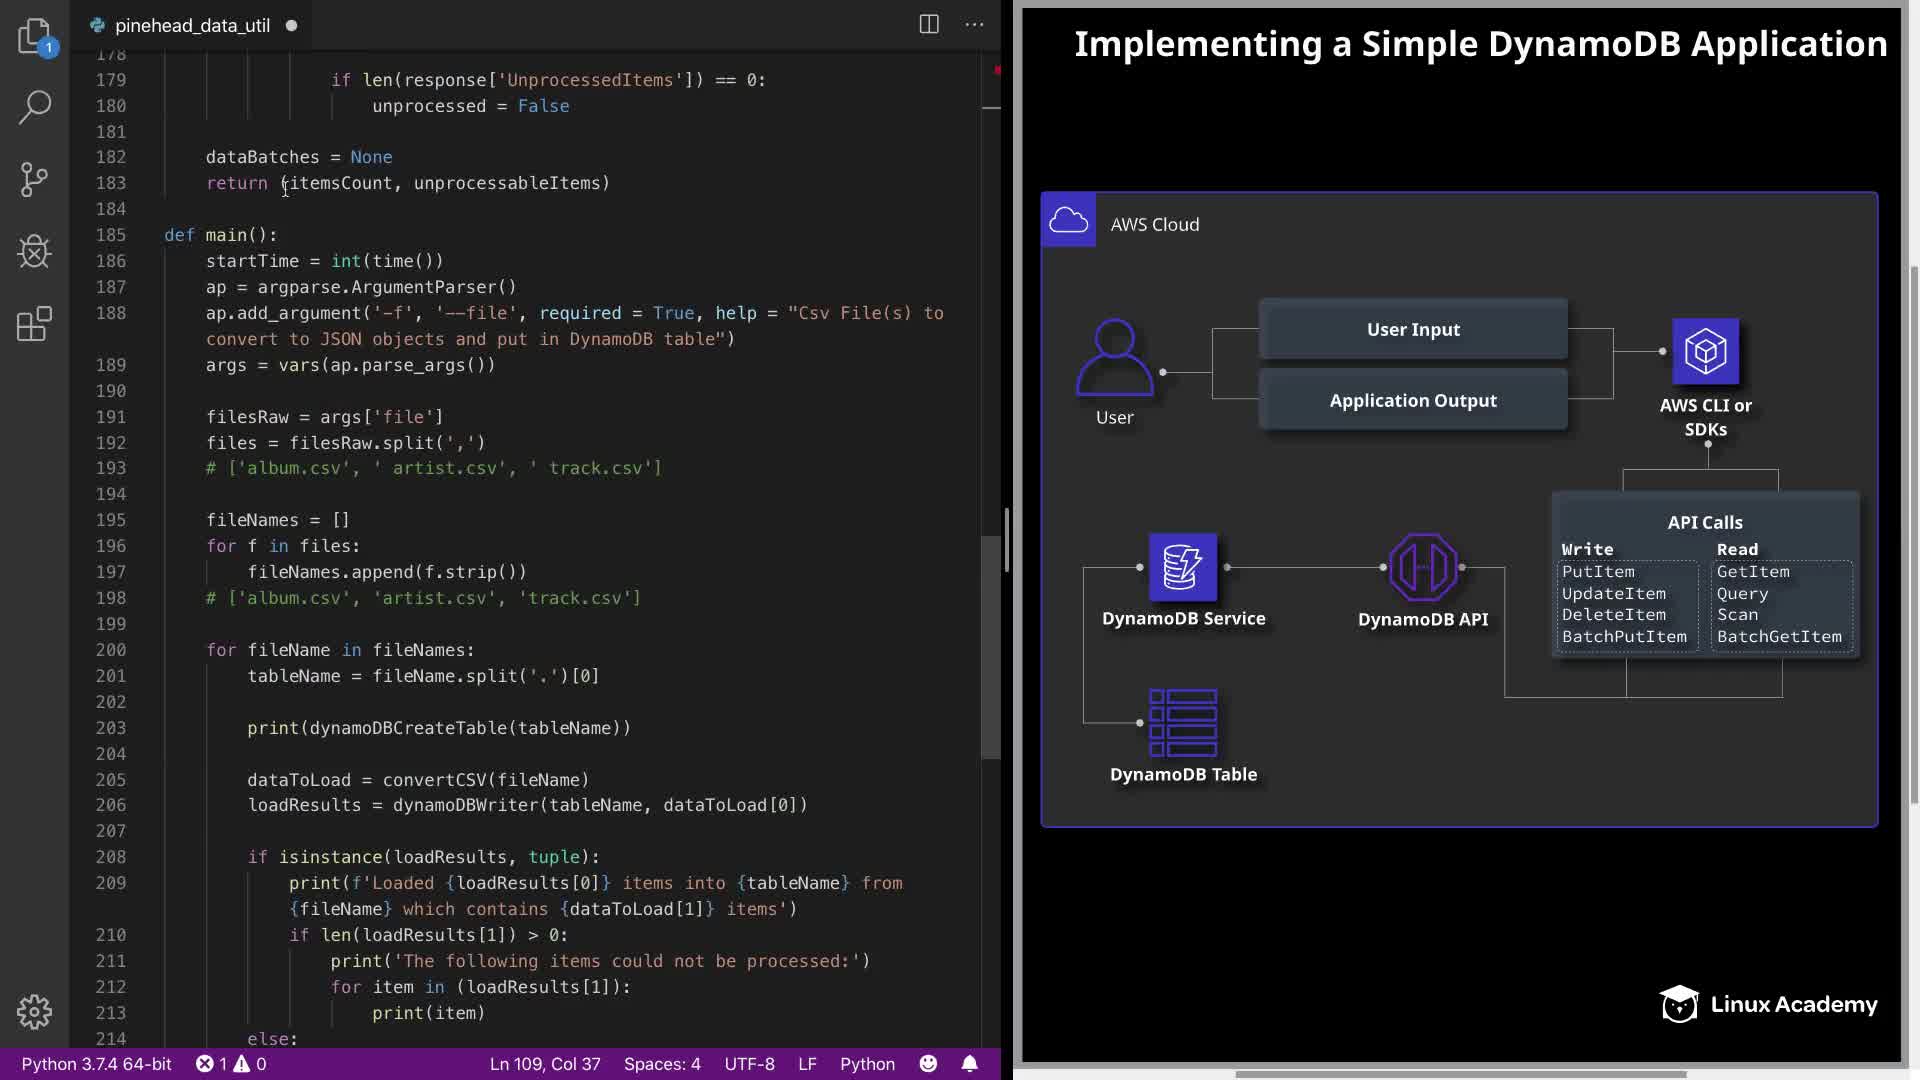 1
pinehead_data_util
178
179 if len(response['UnprocessedItems']) == 0:
180 unprocessed = False
181
182 dataBatches = None
183 return (itemsCount, unprocessableItems)
184
185 def main():
186 startTime = int(time())
187 ap = argparse.ArgumentParser()
188 ap.add_argument('-f', '--file', required = True, help = "Csv File(s) to
convert to JSON objects and put in DynamoDB table")
189 args = vars(ap.parse_args())
190
191 filesRaw = args['file']
192 files = filesRaw.split(',')
193 # ['album.csv', ' artist.csv', ' track.csv']
194
195 fileNames = []
196 for f in files:
197 fileNames.append(f.strip())
198 # ['album.csv', 'artist.csv', 'track.csv']
199
200 for fileName in fileNames:
201 tableName = fileName.split('.')[0]
202
203 print(dynamoDBCreateTable(tableName))
204
205 dataToLoad = convertCSV(fileName)
206 loadResults = dynamoDBWriter(tableName, dataToLoad[0])
207
208 if isinstance(loadResults, tuple):
209 print(f'Loaded {loadResults[0]} items into {tableName} from
{fileName} which contains {dataToLoad[1]} items')
210 if len(loadResults[1]) > 0:
211 print('The following items could not be processed:')
212 for item in (loadResults[1]):
213 print(item)
214 else:
Python 3.7.4 64-bit 1 0 Ln 109, Col 37 Spaces: 4 UTF-8 LF Python
Implementing a Simple DynamoDB Application
AWS Cloud
User Input
Application Output
User
AWS CLI or
SDKs
API Calls
Write Read
PutItem GetItem
UpdateItem Query
DeleteItem Scan
BatchPutItem BatchGetItem
DynamoDB Service
DynamoDB API
DynamoDB Table
Linux Academy